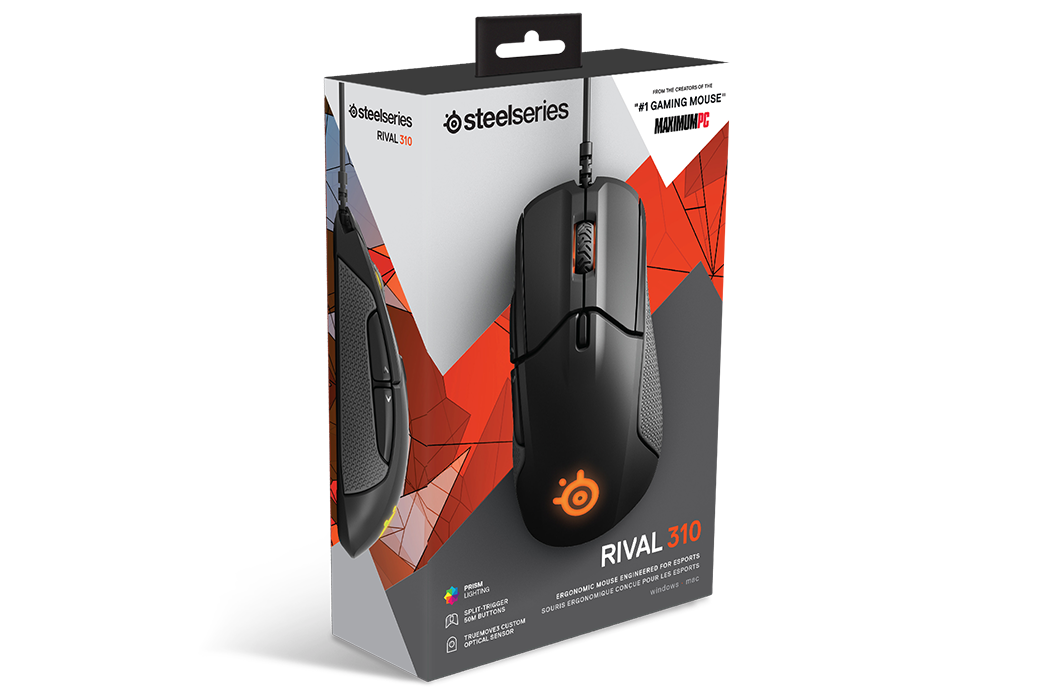 steelseries
RIVAL 310
steelseries
FROM THE CREATORS OF THE
"#1 GAMING MOUSE"
MAXIMUMPC
RIVAL 310
ERGONOMIC MOUSE ENGINEERED FOR ESPORTS
SOURIS ERGONOMIQUE CONÇUE POUR LES ESPORTS
windows mac
PRISM
LIGHTING
SPLIT-TRIGGER
50M BUTTONS
TRUEMOVE3 CUSTOM
OPTICAL SENSOR